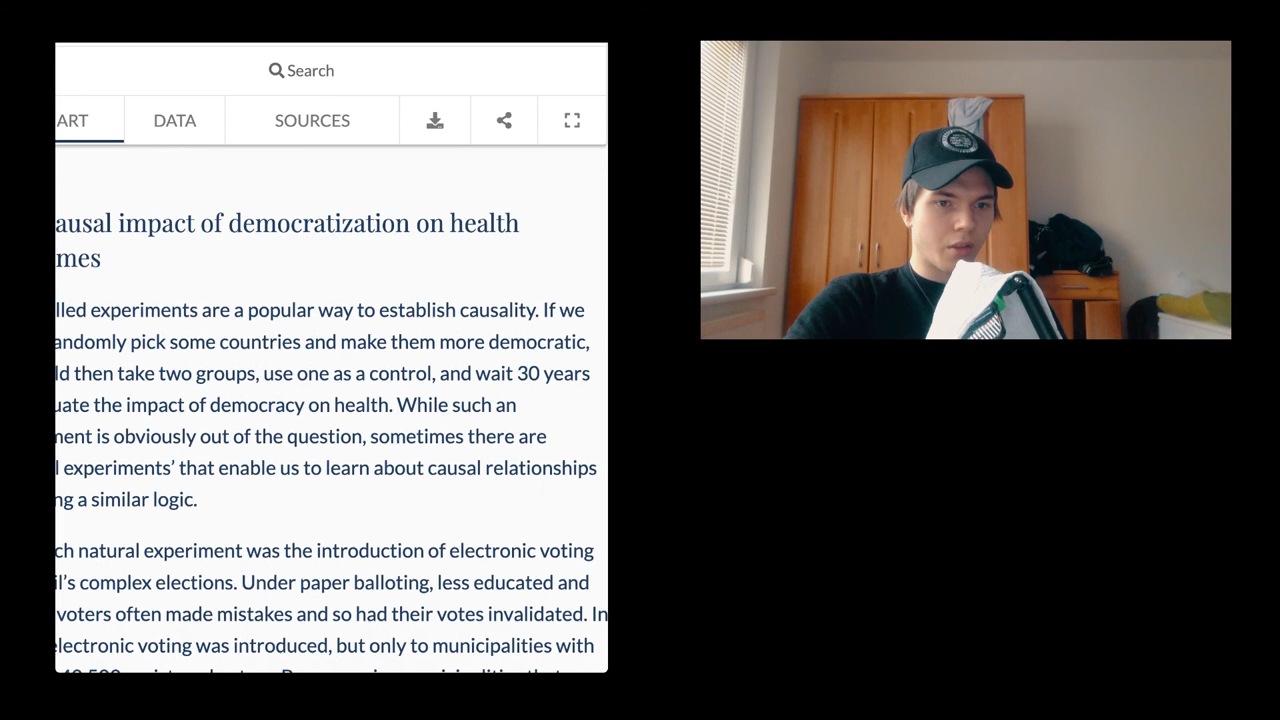 Search
ART
DATA
SOURCES
ausal impact of democratization on health
mes
lled experiments are a popular way to establish causality. If we
andomly pick some countries and make them more democratic,
ld then take two groups, use one as a control, and wait 30 years
uate the impact of democracy on health. While such an
ment is obviously out of the question, sometimes there are
l experiments’ that enable us to learn about causal relationships
ng a similar logic.
ch natural experiment was the introduction of electronic voting
il’s complex elections. Under paper balloting, less educated and
voters often made mistakes and so had their votes invalidated. In
electronic voting was introduced, but only to municipalities with